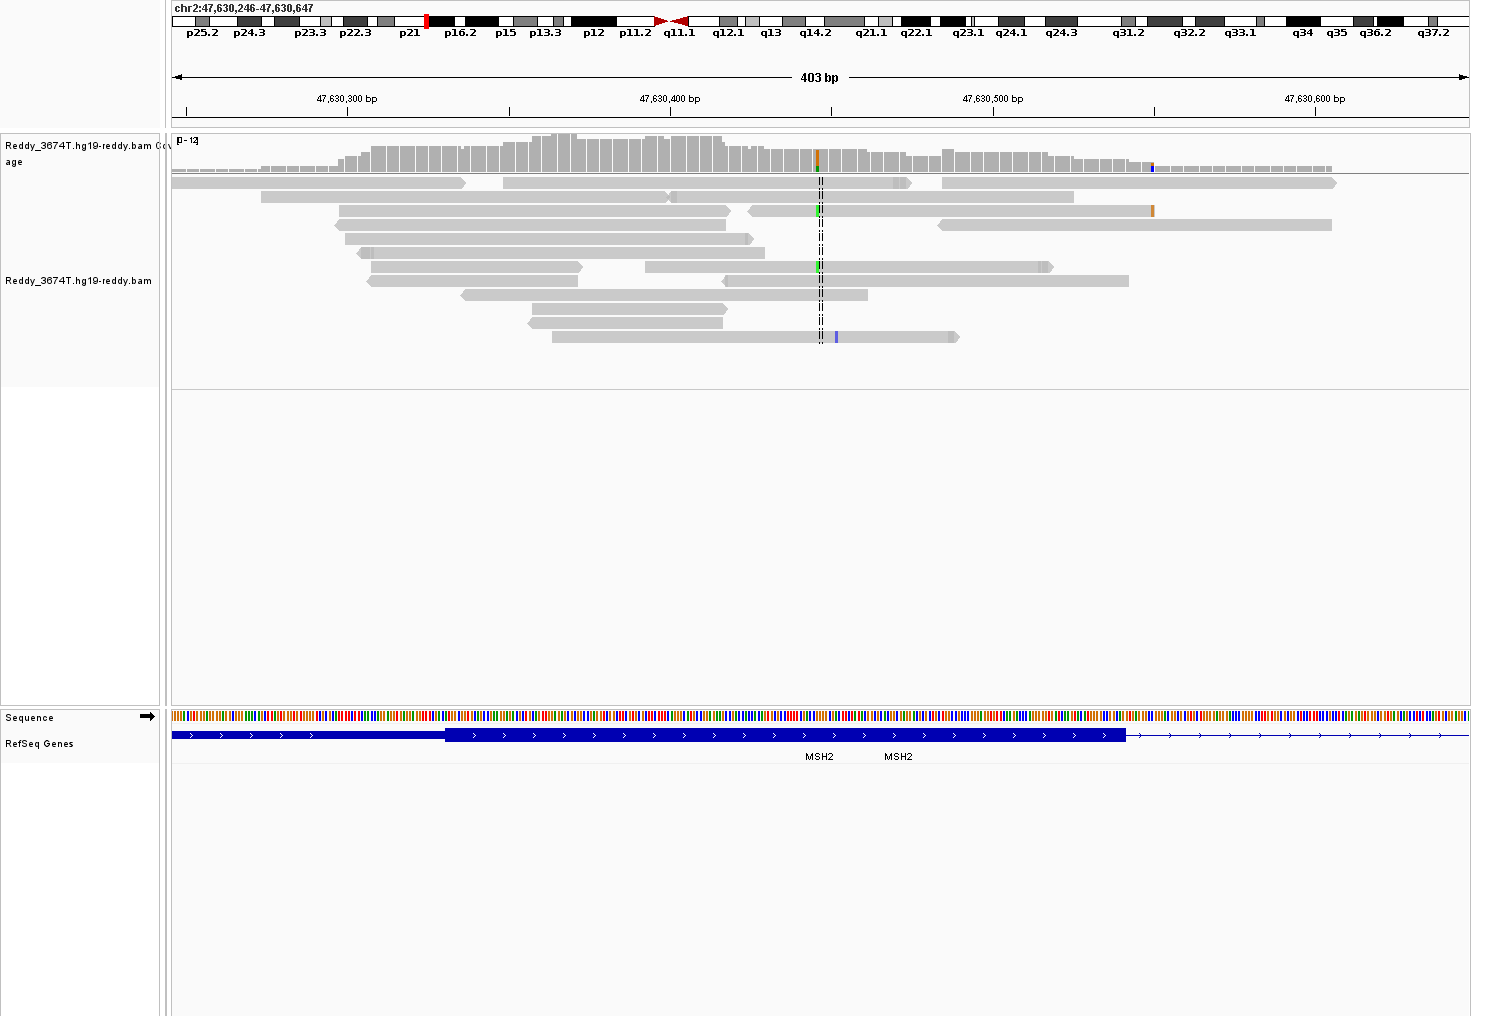 chr2:47,630,246-47,630,647
p25.2 p24.3 p23.3 p22.3 p21 p16.2 p15 p13.3 p12 p11.2 q11.1 q12.1 q13 q14.2 q21.1 q22.1 q23.1 q24.1 q24.3 q31.2 q32.2 q33.1 q34 q35 q36.2 q37.2
403 bp
47,630,300 bp 47,630,400 bp 47,630,500 bp 47,630,600 bp
[0 - 12]
Reddy_3674T.hg19-reddy.bam Cov
age
Reddy_3674T.hg19-reddy.bam
Sequence
RefSeq Genes
MSH2 MSH2